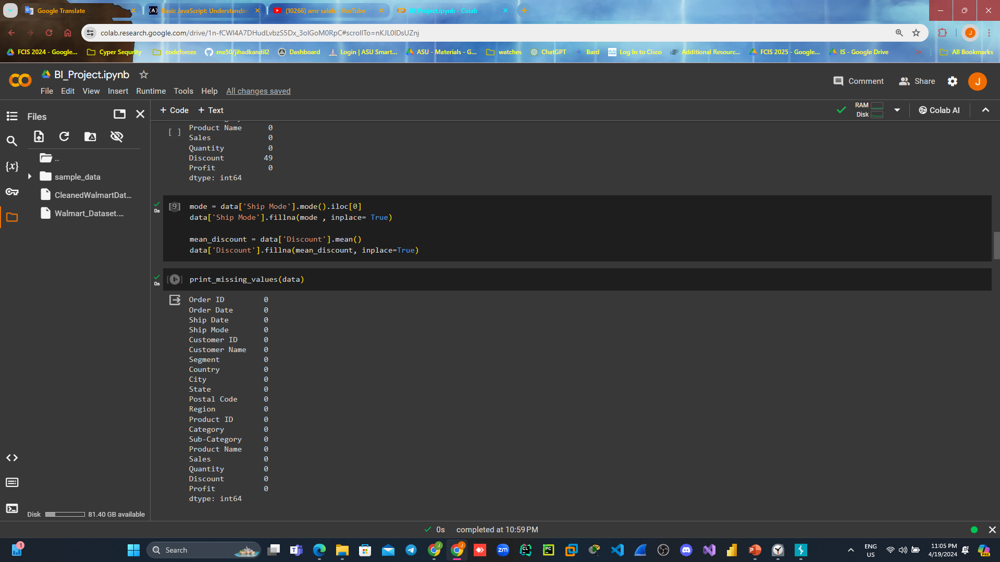 Google Translate
Basic JavaScript: Understandin
(10266) amr salah - YouTube
BI_Project.ipynb - Colab
colab.research.google.com/drive/1n-fCWl4A7DHudLvbzS5Dx_3oIGoM0RpC#scrollTo=nKJL0IDsUZnj
FCIS 2024 - Google...
Cyper Sequrity
codeforces
me50/jihadkandil2
Dashboard
Login | ASU Smart...
ASU - Materials - G...
watches
ChatGPT
Bard
Log In to Cisco
Additional Resourc...
FCIS 2025 - Google...
IS - Google Drive
All Bookmarks
BI_Project.ipynb
Comment
Share
J
File Edit View Insert Runtime Tools Help All changes saved
Files
+ Code + Text
RAM
Disk
Colab AI
..
sample_data
CleanedWalmartDat...
Walmart_Dataset....
{x}
[ ]
Product Name 0
Sales 0
Quantity 0
Discount 49
Profit 0
dtype: int64
0s
[9]
mode = data['Ship Mode'].mode().iloc[0]
data['Ship Mode'].fillna(mode , inplace= True)
mean_discount = data['Discount'].mean()
data['Discount'].fillna(mean_discount, inplace=True)
0s
print_missing_values(data)
Order ID 0
Order Date 0
Ship Date 0
Ship Mode 0
Customer ID 0
Customer Name 0
Segment 0
Country 0
City 0
State 0
Postal Code 0
Region 0
Product ID 0
Category 0
Sub-Category 0
Product Name 0
Sales 0
Quantity 0
Discount 0
Profit 0
dtype: int64
Disk 81.40 GB available
0s completed at 10:59 PM
1
Search
ENG
US
11:05 PM
4/19/2024